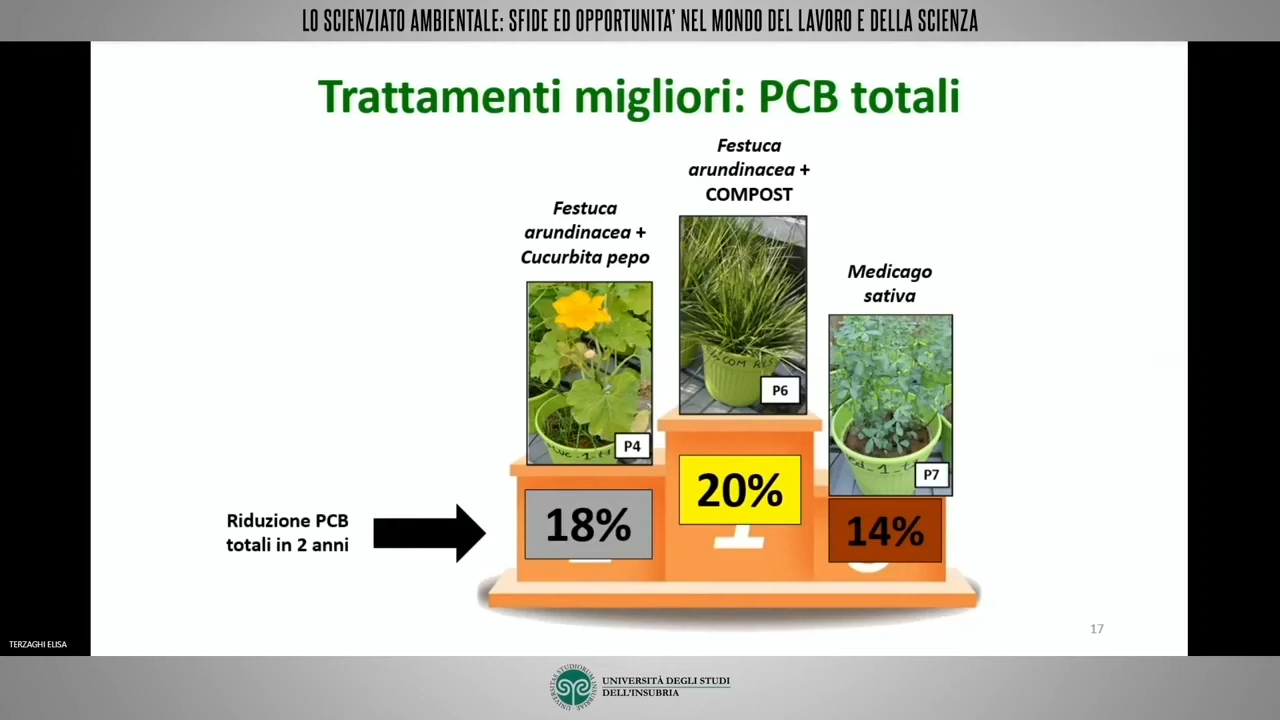 LO SCIENZIATO AMBIENTALE: SFIDE ED OPPORTUNITA' NEL MONDO DEL LAVORO E DELLA SCIENZA
Trattamenti migliori: PCB totali
Festuca
arundinacea +
COMPOST
Festuca
arundinacea +
Cucurbita pepo
Medicago
sativa
P6
P4
P7
20%
18%
14%
1
Riduzione PCB
totali in 2 anni
17
TERZAGHI ELISA
UNIVERSITÀ DEGLI STUDI
DELL'INSUBRIA